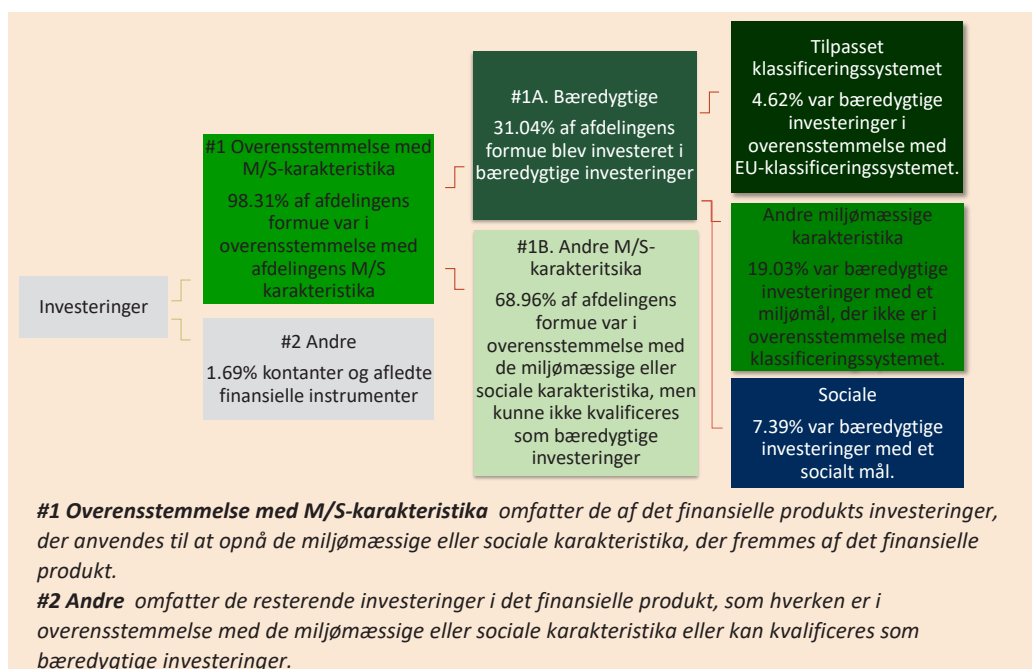 Investeringer
#1 Overensstemmelse med
M/S-karakteristika
98.31% af afdelingens
formue var i
overensstemmelse med
afdelingens M/S
karakteristika
#2 Andre
1.69% kontanter og afledte
finansielle instrumenter
#1A. Bæredygtige
31.04% af afdelingens
formue blev investeret i
bæredygtige investeringer
#1B. Andre M/S-
karakteritsika
68.96% af afdelingens
formue var i
overensstemmelse med
de miljømæssige eller
sociale karakteristika, men
kunne ikke kvalificeres
som bæredygtige
investeringer
Tilpasset
klassificeringssystemet
4.62% var bæredygtige
investeringer i
overensstemmelse med
EU-klassificeringssystemet.
Andre miljømæssige
karakteristika
19.03% var bæredygtige
investeringer med et
miljømål, der ikke er i
overensstemmelse med
klassificeringssystemet.
Sociale
7.39% var bæredygtige
investeringer med et
socialt mål.
#1 Overensstemmelse med M/S-karakteristika omfatter de af det finansielle produkts investeringer,
der anvendes til at opnå de miljømæssige eller sociale karakteristika, der fremmes af det finansielle
produkt.
#2 Andre omfatter de resterende investeringer i det finansielle produkt, som hverken er i
overensstemmelse med de miljømæssige eller sociale karakteristika eller kan kvalificeres som
bæredygtige investeringer.